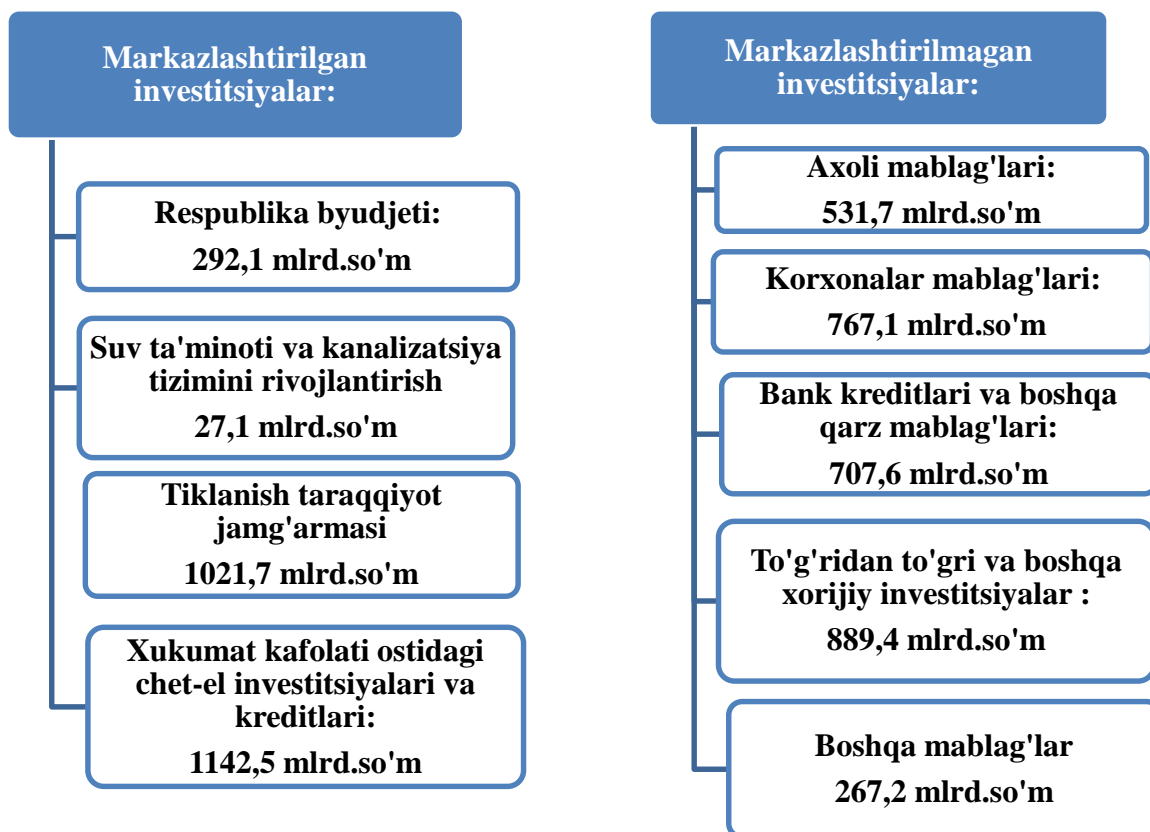 Markazlashtirilgan
investitsiyalar:
Respublika byudjeti:
292,1 mlrd.so'm
Suv ta'minoti va kanalizatsiya
tizimini rivojlantirish
27,1 mlrd.so'm
Tiklanish taraqqiyot
jamg'armasi
1021,7 mlrd.so'm
Xukumat kafolati ostidagi
chet-el investitsiyalari va
kreditlari:
1142,5 mlrd.so'm
Markazlashtirilmagan
investitsiyalar:
Axoli mablag'lari:
531,7 mlrd.so'm
Korxonalar mablag'lari:
767,1 mlrd.so'm
Bank kreditlari va boshqa
qarz mablag'lari:
707,6 mlrd.so'm
To'g'ridan to'gri va boshqa
xorijiy investitsiyalar :
889,4 mlrd.so'm
Boshqa mablag'lar
267,2 mlrd.so'm